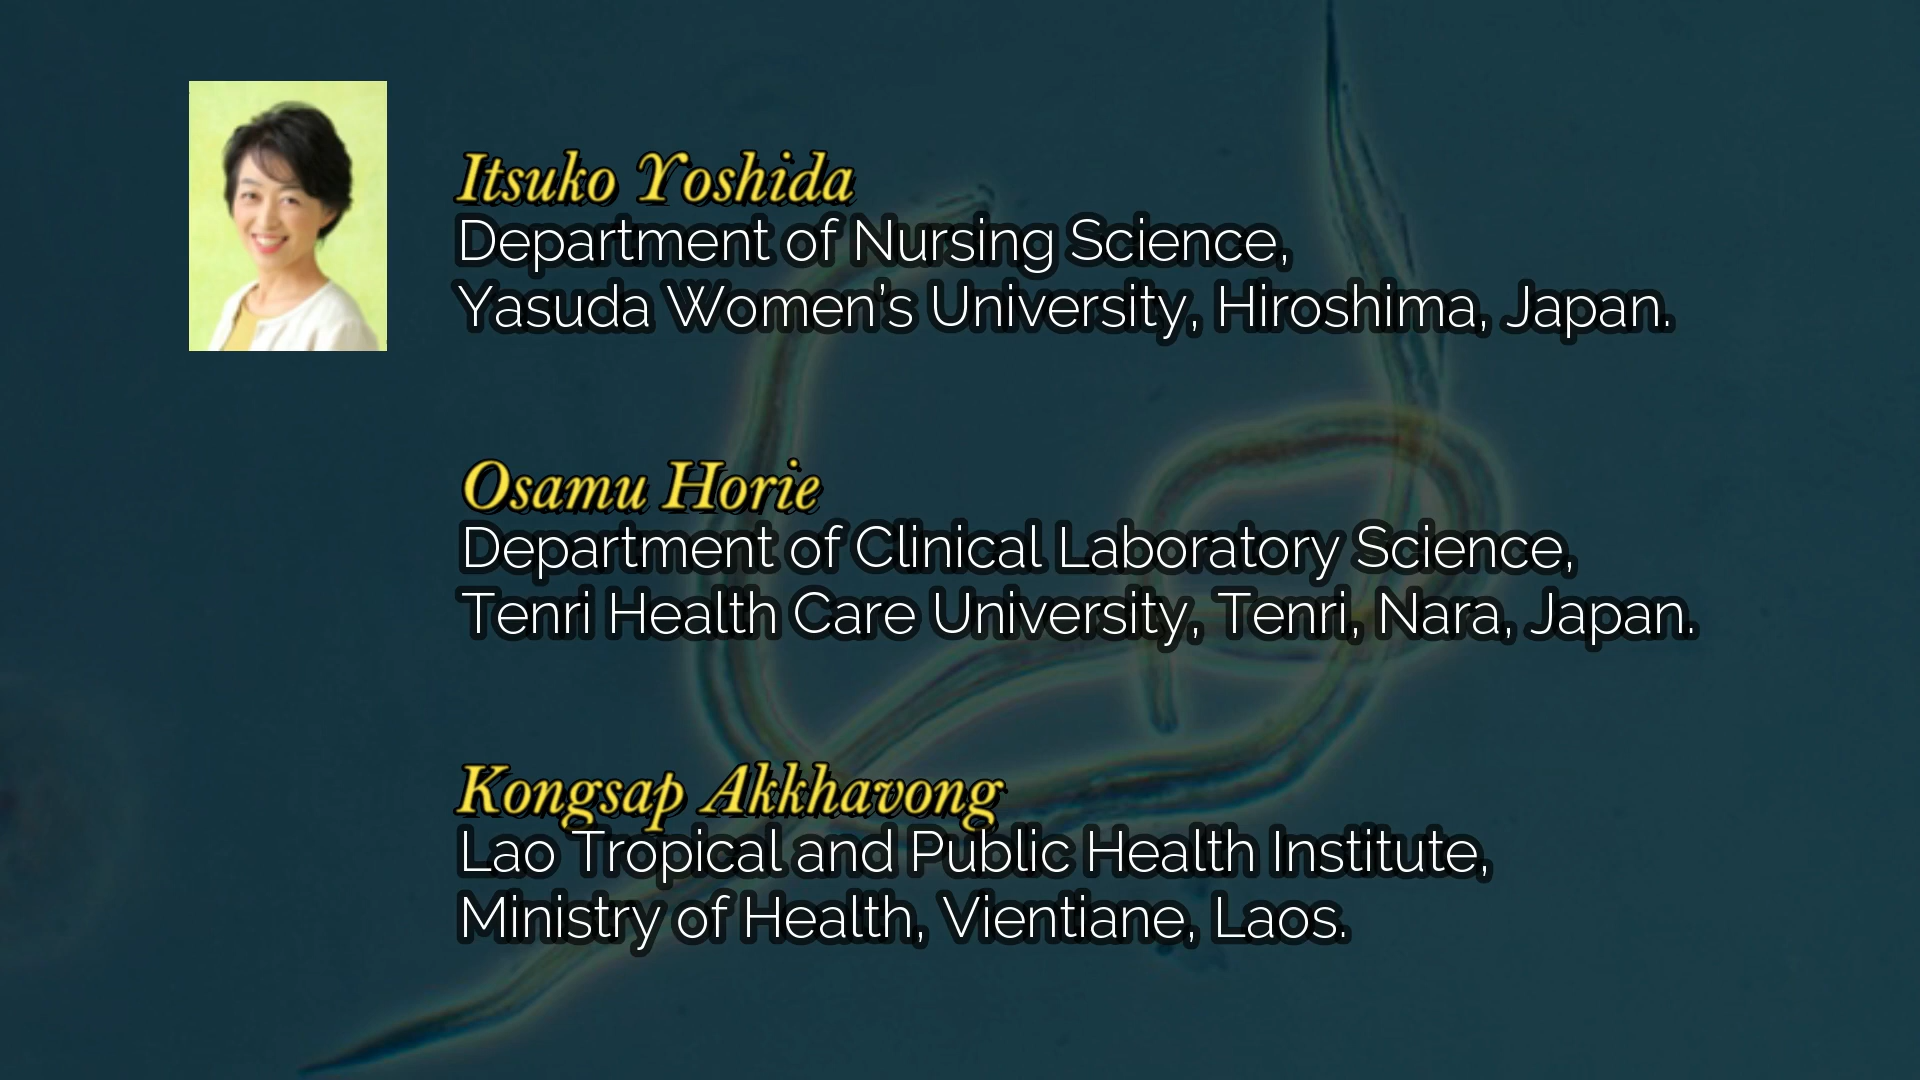 Itsuko Yoshida
Department of Nursing Science,
Yasuda Women’s University, Hiroshima, Japan.
Osamu Horie
Department of Clinical Laboratory Science,
Tenri Health Care University, Tenri, Nara, Japan.
Kongsap Akkhavong
Lao Tropical and Public Health Institute,
Ministry of Health, Vientiane, Laos.